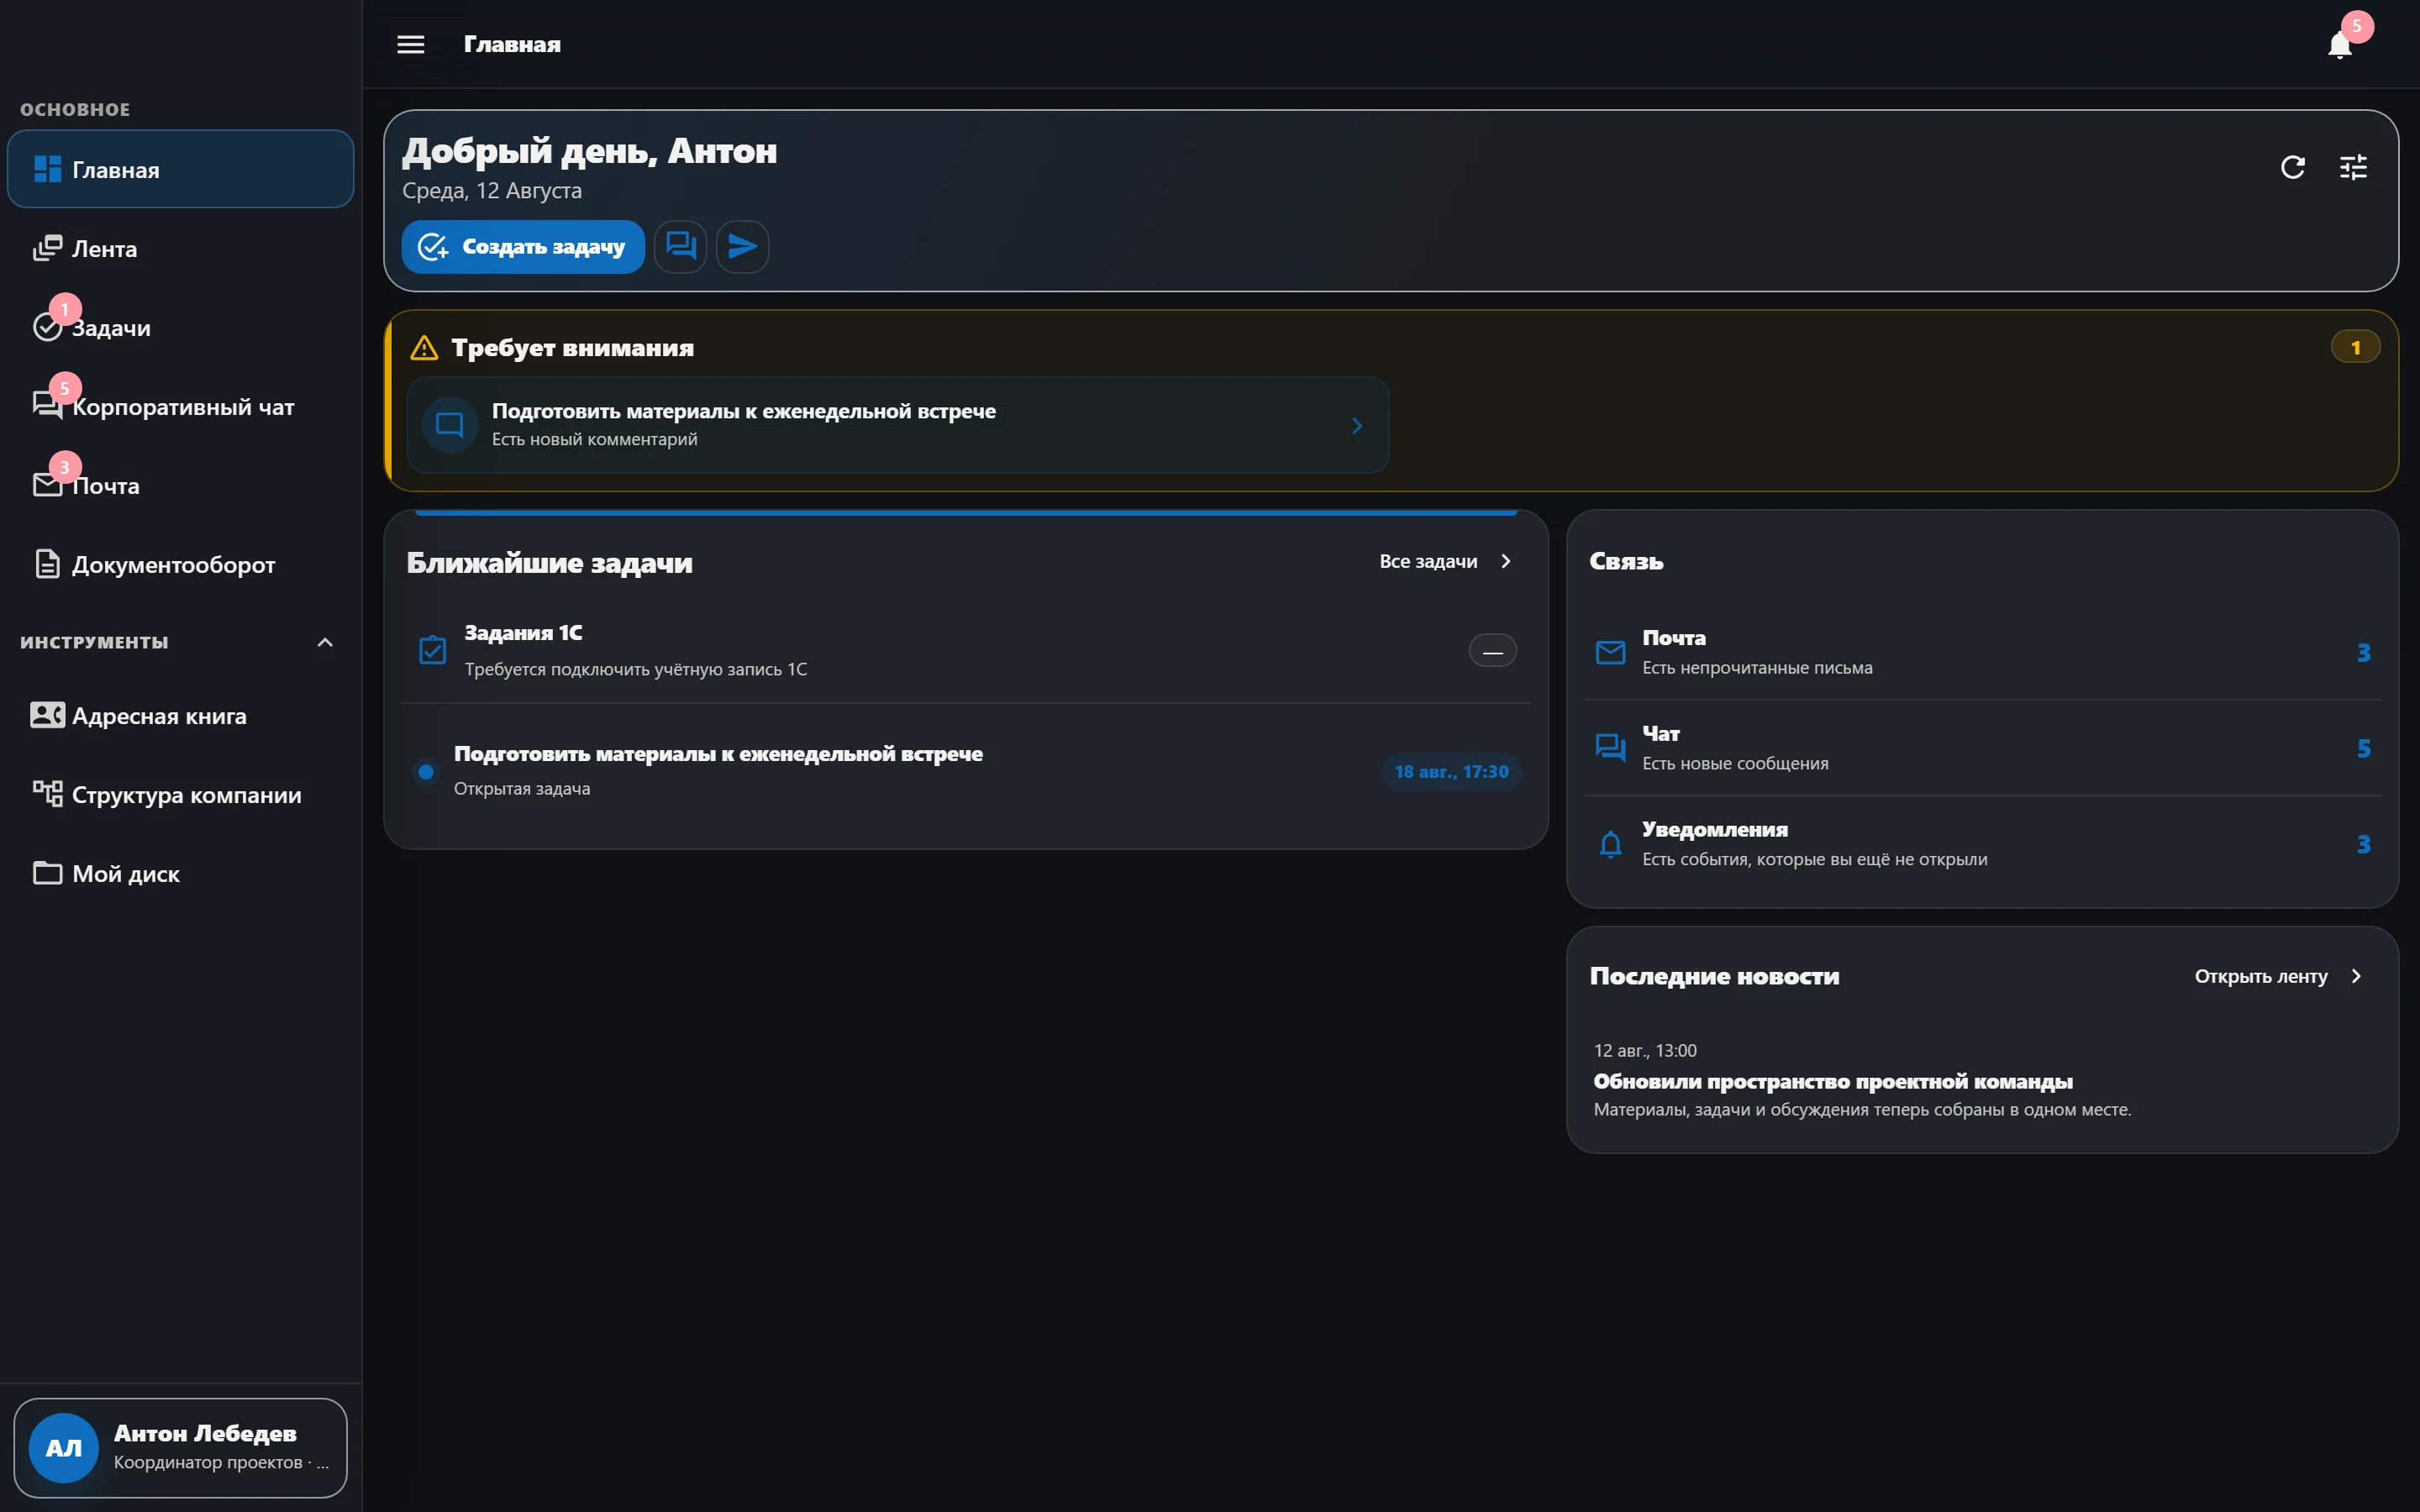 ОСНОВНОЕ
Главная
Лента
1
Задачи
5
Корпоративный чат
3
Почта
Документооборот
ИНСТРУМЕНТЫ
Адресная книга
Структура компании
Мой диск
АЛ
Антон Лебедев
Координатор проектов · ...
Главная
5
Добрый день, Антон
Среда, 12 Августа
Создать задачу
Требует внимания
1
Подготовить материалы к еженедельной встрече
Есть новый комментарий
Ближайшие задачи
Все задачи
Задания 1С
Требуется подключить учётную запись 1С
—
Подготовить материалы к еженедельной встрече
Открытая задача
18 авг., 17:30
Связь
Почта
Есть непрочитанные письма
3
Чат
Есть новые сообщения
5
Уведомления
Есть события, которые вы ещё не открыли
3
Последние новости
Открыть ленту
12 авг., 13:00
Обновили пространство проектной команды
Материалы, задачи и обсуждения теперь собраны в одном месте.